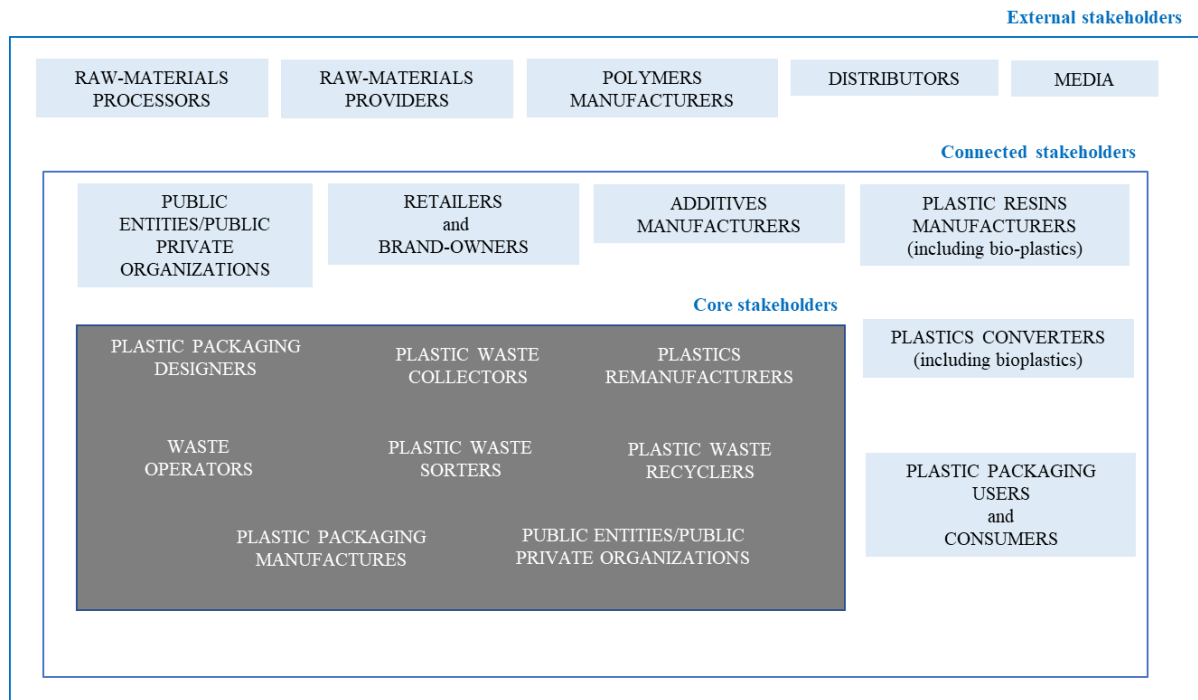 External stakeholders
RAW-MATERIALS
PROCESSORS
RAW-MATERIALS
PROVIDERS
POLYMERS
MANUFACTURERS
DISTRIBUTORS
MEDIA
Connected stakeholders
PUBLIC
ENTITIES/PUBLIC
PRIVATE
ORGANIZATIONS
RETAILERS
and
BRAND-OWNERS
ADDITIVES
MANUFACTURERS
PLASTIC RESINS
MANUFACTURERS
(including bio-plastics)
Core stakeholders
PLASTIC PACKAGING
DESIGNERS
PLASTIC WASTE
COLLECTORS
PLASTICS
REMANUFACTURERS
PLASTICS CONVERTERS
(including bioplastics)
WASTE
OPERATORS
PLASTIC WASTE
SORTERS
PLASTIC WASTE
RECYCLERS
PLASTIC PACKAGING
USERS
and
CONSUMERS
PLASTIC PACKAGING
MANUFACTURES
PUBLIC ENTITIES/PUBLIC
PRIVATE ORGANIZATIONS